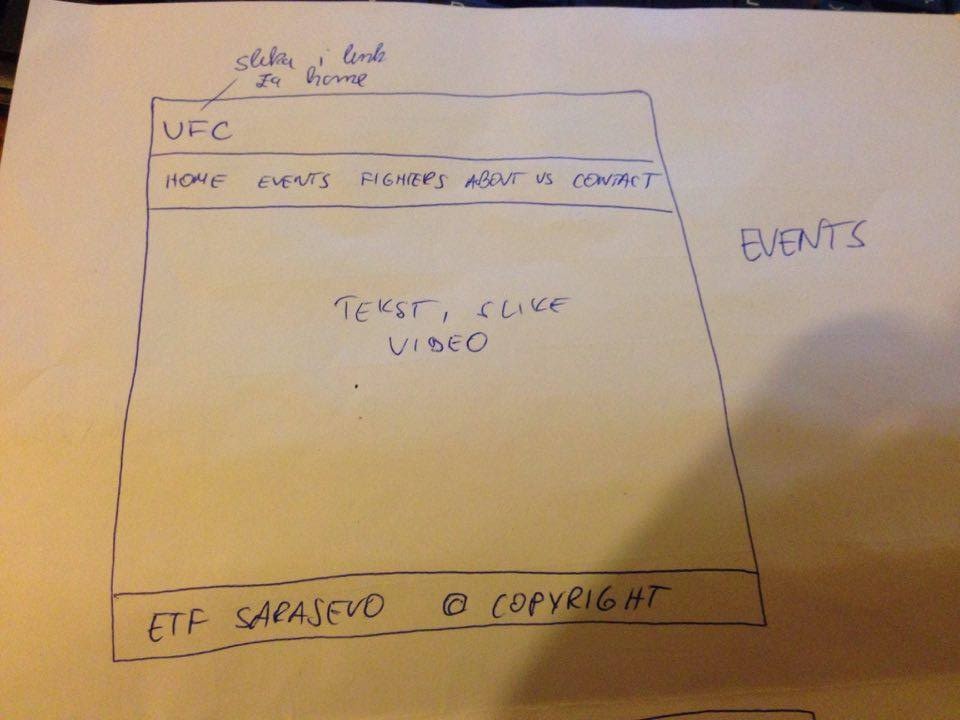 slika i link
za home
UFC
HOME EVENTS FIGHTERS ABOUT US CONTACT
EVENTS
TEKST, SLIKE
VIDEO
ETF SARAJEVO © COPYRIGHT